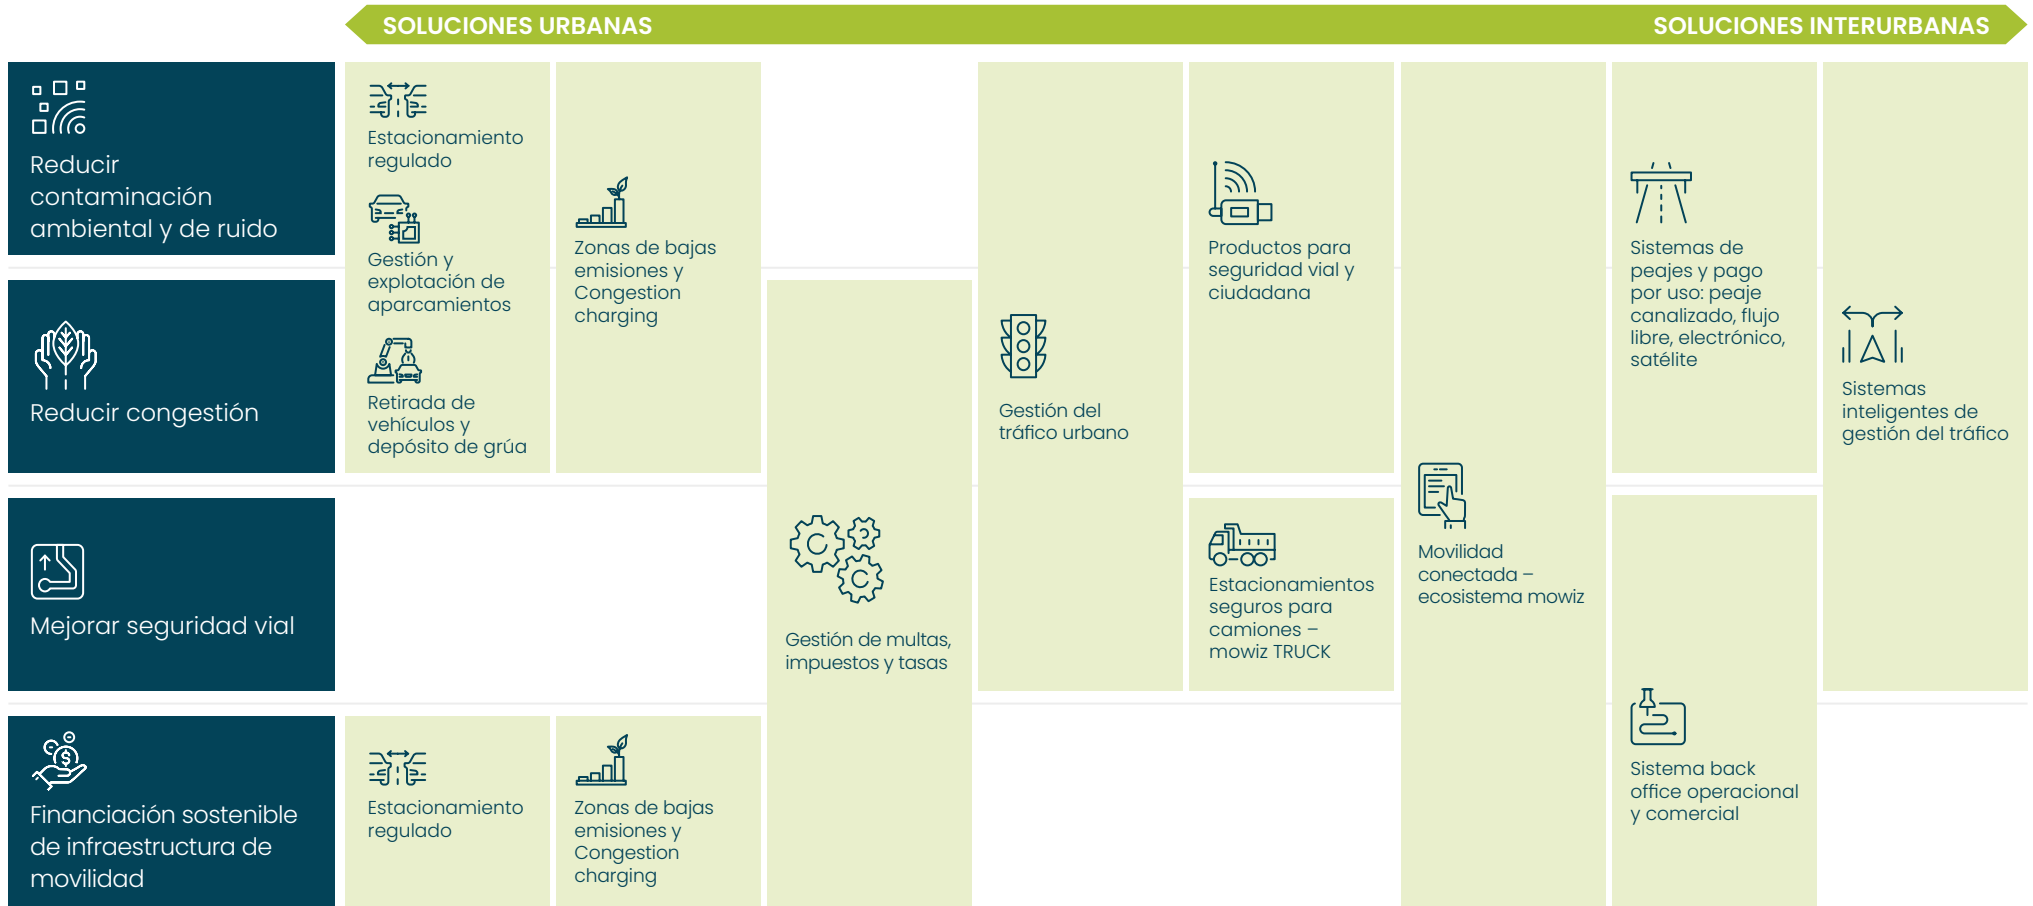 SOLUCIONES URBANAS
SOLUCIONES INTERURBANAS
Reducir
contaminación
ambiental y de ruido
Reducir congestión
Mejorar seguridad vial
Financiación sostenible
de infraestructura de
movilidad
Estacionamiento
regulado
Gestión y
explotación de
aparcamientos
Retirada de
vehículos y
depósito de grúa
Estacionamiento
regulado
Zonas de bajas
emisiones y
Congestion
charging
Zonas de bajas
emisiones y
Congestion
charging
Gestión de multas,
impuestos y tasas
Gestión del
tráfico urbano
Productos para
seguridad vial y
ciudadana
Estacionamientos
seguros para
camiones –
mowiz TRUCK
Movilidad
conectada –
ecosistema mowiz
Sistemas de
peajes y pago
por uso: peaje
canalizado, flujo
libre, electrónico,
satélite
Sistema back
office operacional
y comercial
Sistemas
inteligentes de
gestión del tráfico